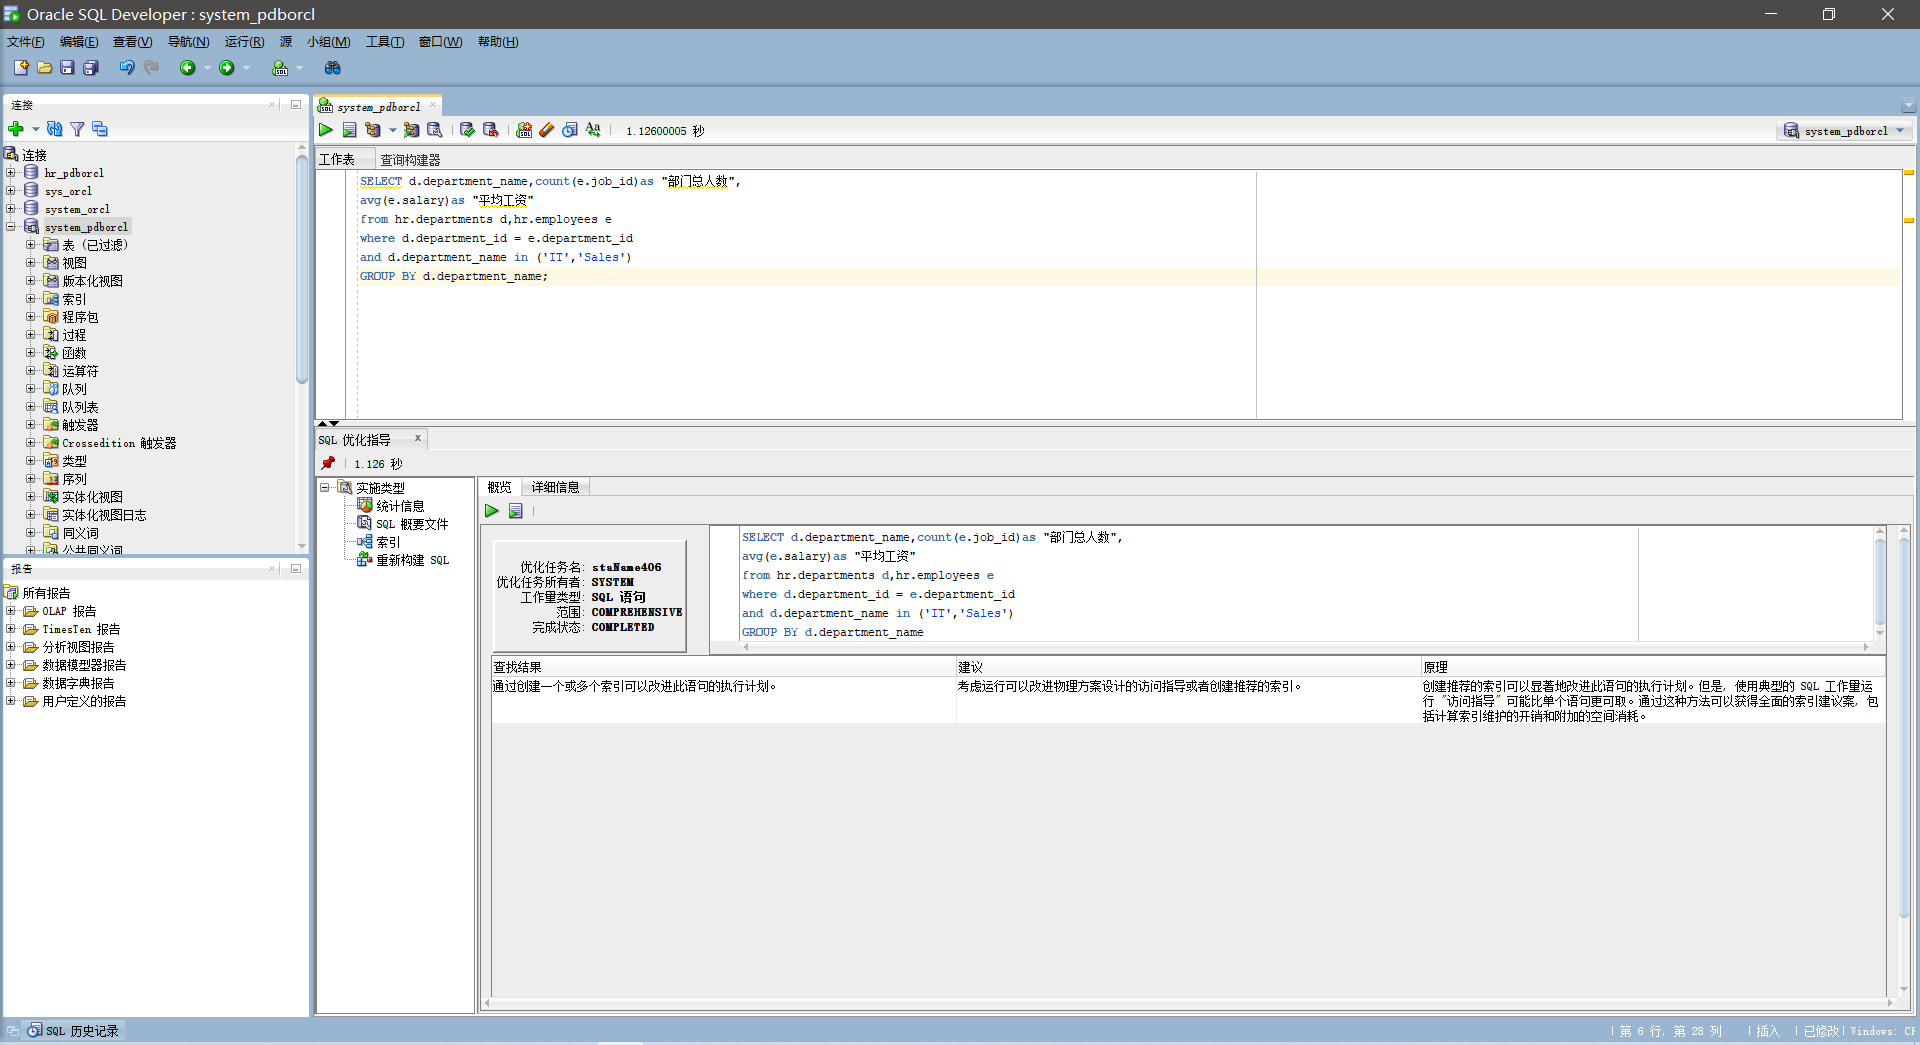 Oracle SQL Developer : system_pdborcl
文件(F) 编辑(E) 查看(V) 导航(N) 运行(R) 源 小组(M) 工具(T) 窗口(W) 帮助(H)
连接
连接
hr_pdborcl
sys_orcl
system_orcl
system_pdborcl
表 (已过滤)
视图
版本化视图
索引
程序包
过程
函数
运算符
队列
队列表
触发器
Crossedition 触发器
类型
序列
实体化视图
实体化视图日志
同义词
公共同义词
报告
所有报告
OLAP 报告
TimesTen 报告
分析视图报告
数据模型器报告
数据字典报告
用户定义的报告
system_pdborcl
1.12600005 秒
system_pdborcl
工作表 查询构建器
SELECT d.department_name,count(e.job_id)as "部门总人数",
avg(e.salary)as "平均工资"
from hr.departments d,hr.employees e
where d.department_id = e.department_id
and d.department_name in ('IT','Sales')
GROUP BY d.department_name;
SQL 优化指导 x
1.126 秒
实施类型
统计信息
SQL 概要文件
索引
重新构建 SQL
概览 详细信息
优化任务名: staName406
优化任务所有者: SYSTEM
工作量类型: SQL 语句
范围: COMPREHENSIVE
完成状态: COMPLETED
SELECT d.department_name,count(e.job_id)as "部门总人数",
avg(e.salary)as "平均工资"
from hr.departments d,hr.employees e
where d.department_id = e.department_id
and d.department_name in ('IT','Sales')
GROUP BY d.department_name
查找结果 建议 原理
通过创建一个或多个索引可以改进此语句的执行计划。
考虑运行可以改进物理方案设计的访问指导或者创建推荐的索引。
创建推荐的索引可以显著地改进此语句的执行计划。但是, 使用典型的 SQL 工作量运
行 "访问指导" 可能比单个语句更可取。通过这种方法可以获得全面的索引建议案, 包
括计算索引维护的开销和附加的空间消耗。
SQL 历史记录
第 6 行, 第 28 列 插入 已修改 Windows: CF